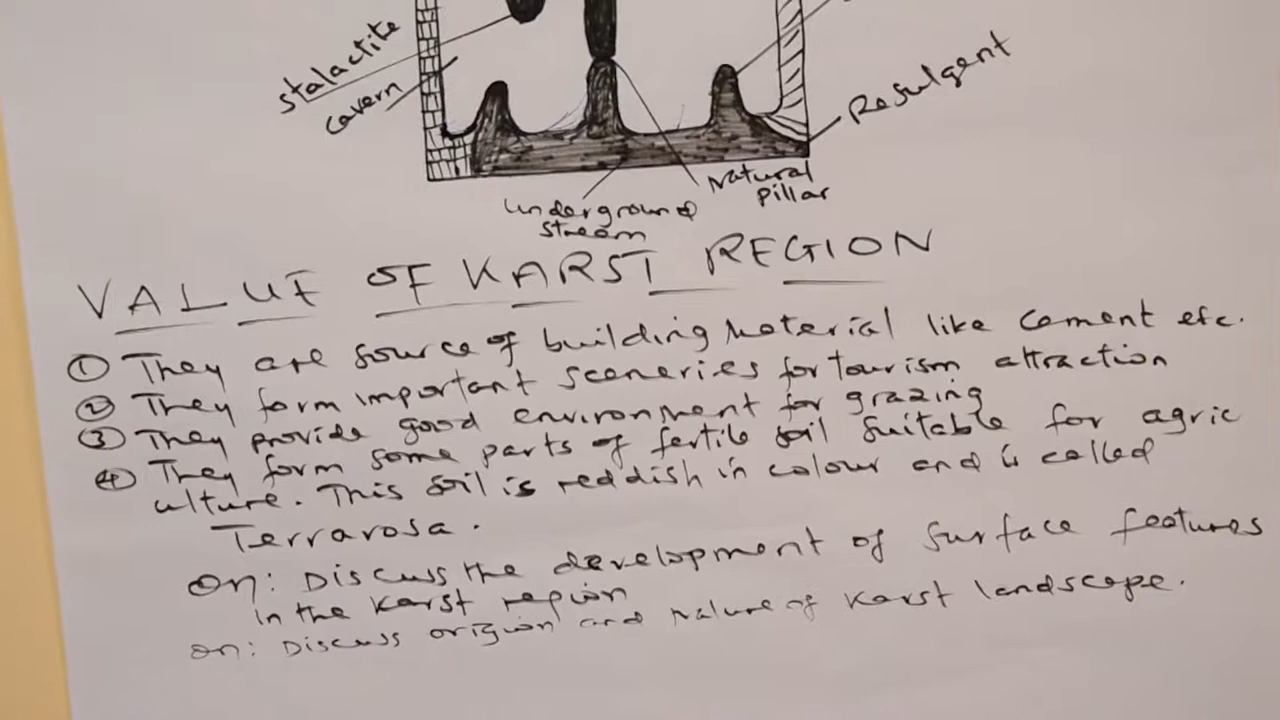 stalactite
cavern
Resulgent
Natural
pillar
underground
stream
VALUE OF KARST REGION
① They are source of building material like cement etc.
② They form important sceneries for tourism attraction
③ They provide good environment for grazing
④ They form some parts of fertile soil suitable for agric
ulture. This soil is reddish in colour and is called
Terrarosa.
Qn: Discuss the development of surface features
in the Karst region
Qn: Discuss origion and nature of Karst landscape.